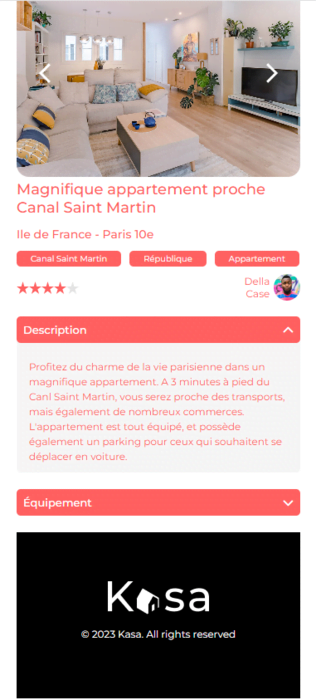 Magnifique appartement proche
Canal Saint Martin
Ile de France - Paris 10e
Canal Saint Martin République Appartement
Della
Case
Description
Profitez du charme de la vie parisienne dans un
magnifique appartement. A 3 minutes à pied du
Canl Saint Martin, vous serez proche des transports,
mais également de nombreux commerces.
L'appartement est tout équipé, et possède
également un parking pour ceux qui souhaitent se
déplacer en voiture.
Équipement
Kasa
© 2023 Kasa. All rights reserved